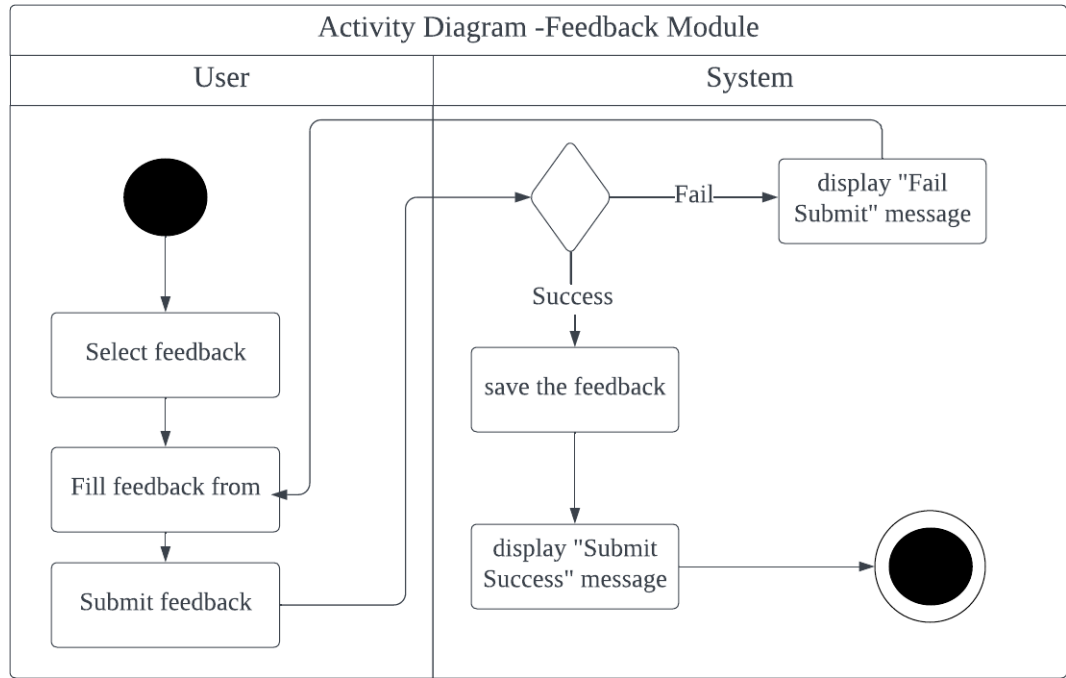 Activity Diagram -Feedback Module
User
System
Fail
display "Fail
Submit" message
Success
Select feedback
save the feedback
Fill feedback from
display "Submit
Success" message
Submit feedback